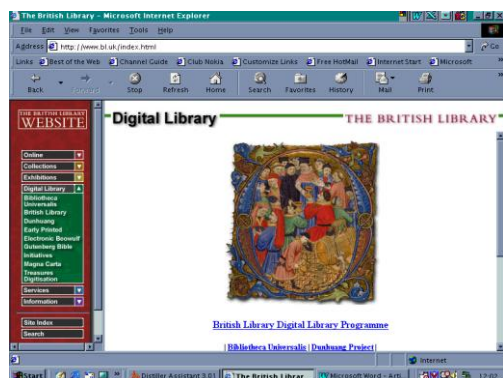 The British Library - Microsoft Internet Explorer
File Edit View Favorites Tools Help
Address http://www.bl.uk/index.html Go
Links Best of the Web Channel Guide Club Nokia Customize Links Free HotMail Internet Start Microsoft
Back Forward Stop Refresh Home Search Favorites History Mail Print
THE BRITISH LIBRARY
WEBSITE
Digital Library
THE BRITISH LIBRARY
Online
Collections
Exhibitions
Digital Library
Bibliotheca
Universalis
British Library
Dunhuang
Early Printed
Electronic Beowulf
Gutenberg Bible
Initiatives
Magna Carta
Treasures
Digitisation
Services
Information
Site Index
Search
British Library Digital Library Programme
| Bibliotheca Universalis | Dunhuang Project |
Internet
Start Distiller Assistant 3.01 The British Librar... Microsoft Word - Arti... 12:02